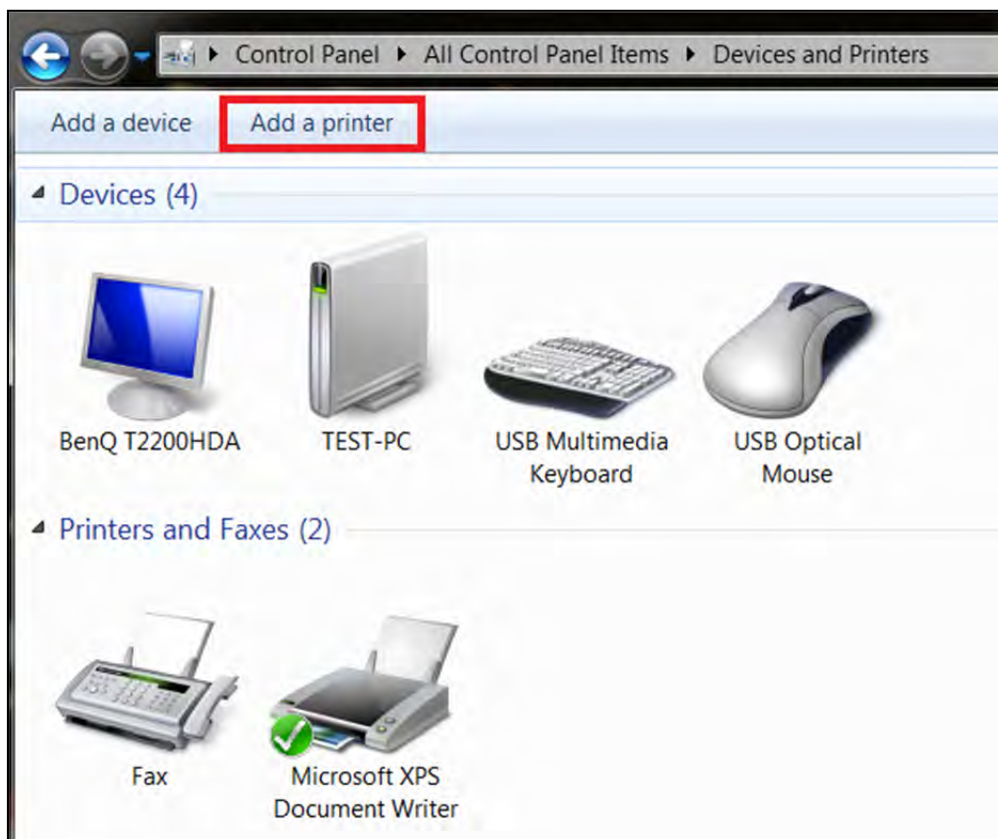 Control Panel ▸ All Control Panel Items ▸ Devices and Printers
Add a device Add a printer
Devices (4)
BenQ T2200HDA TEST-PC USB Multimedia Keyboard USB Optical Mouse
Printers and Faxes (2)
Fax Microsoft XPS Document Writer